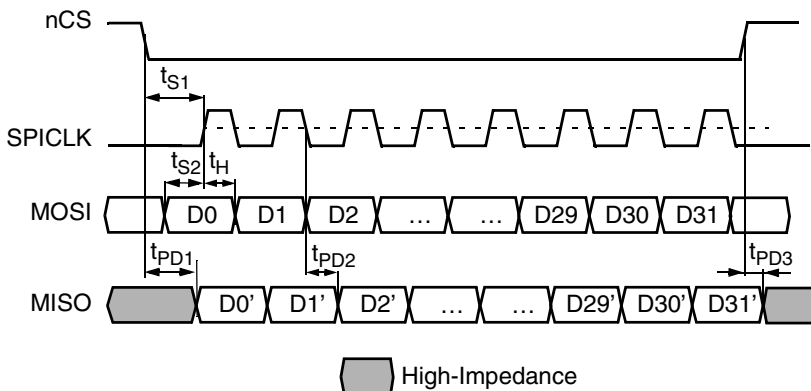 nCS
tS1
SPICLK
tS2 tH
MOSI D0 D1 D2 ... ... D29 D30 D31
tPD1 tPD2 tPD3
MISO D0' D1' D2' ... ... D29' D30' D31'
High-Impedance